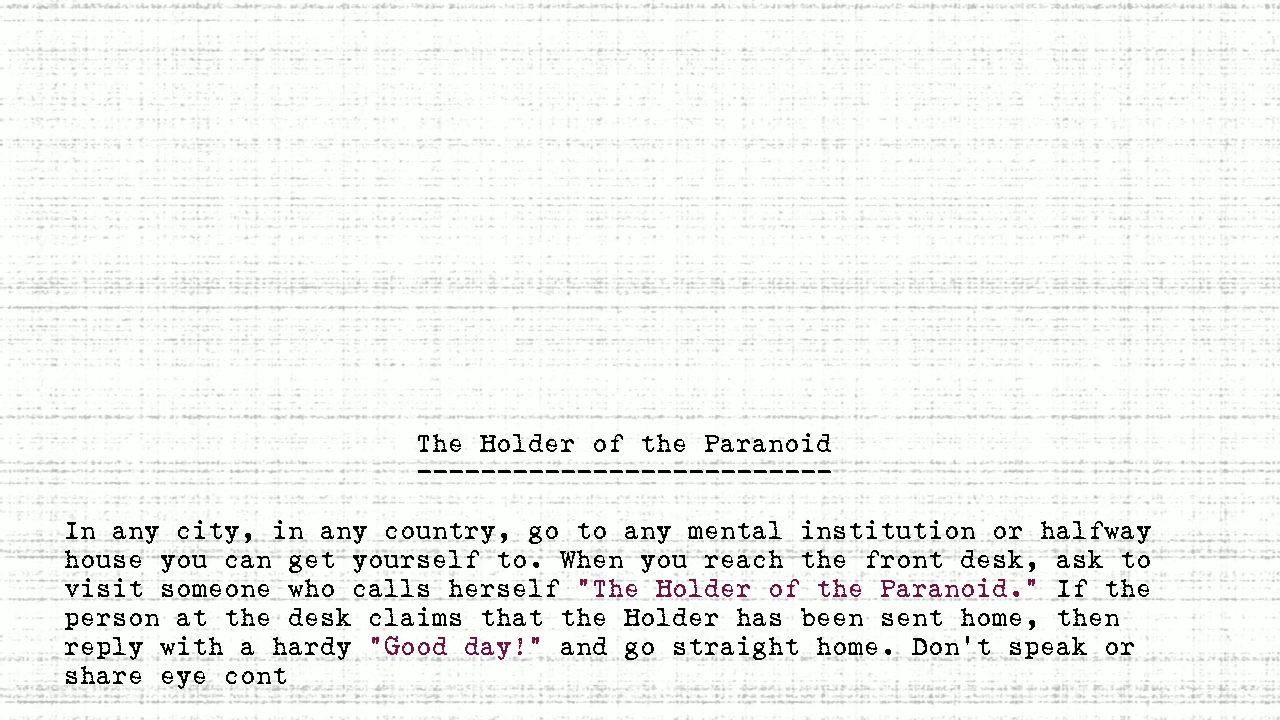 The Holder of the Paranoid
--------------------------
In any city, in any country, go to any mental institution or halfway
house you can get yourself to. When you reach the front desk, ask to
visit someone who calls herself "The Holder of the Paranoid." If the
person at the desk claims that the Holder has been sent home, then
reply with a hardy "Good day!" and go straight home. Don't speak or
share eye cont